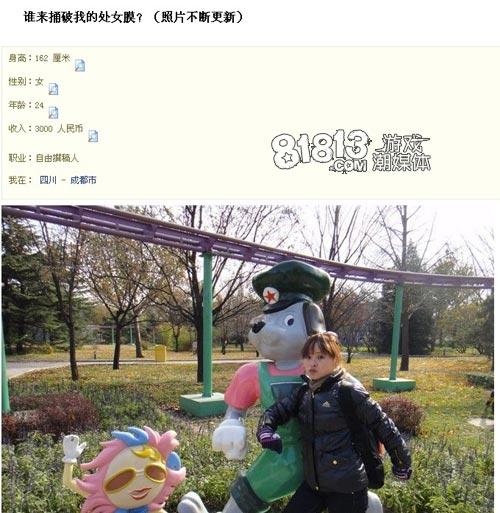 谁来捅破我的处女膜？（照片不断更新）
身高：162 厘米
性别：女
年龄：24
收入：3000 人民币
职业：自由撰稿人
我在： 四川 - 成都市
81813.COM 游戏潮媒体